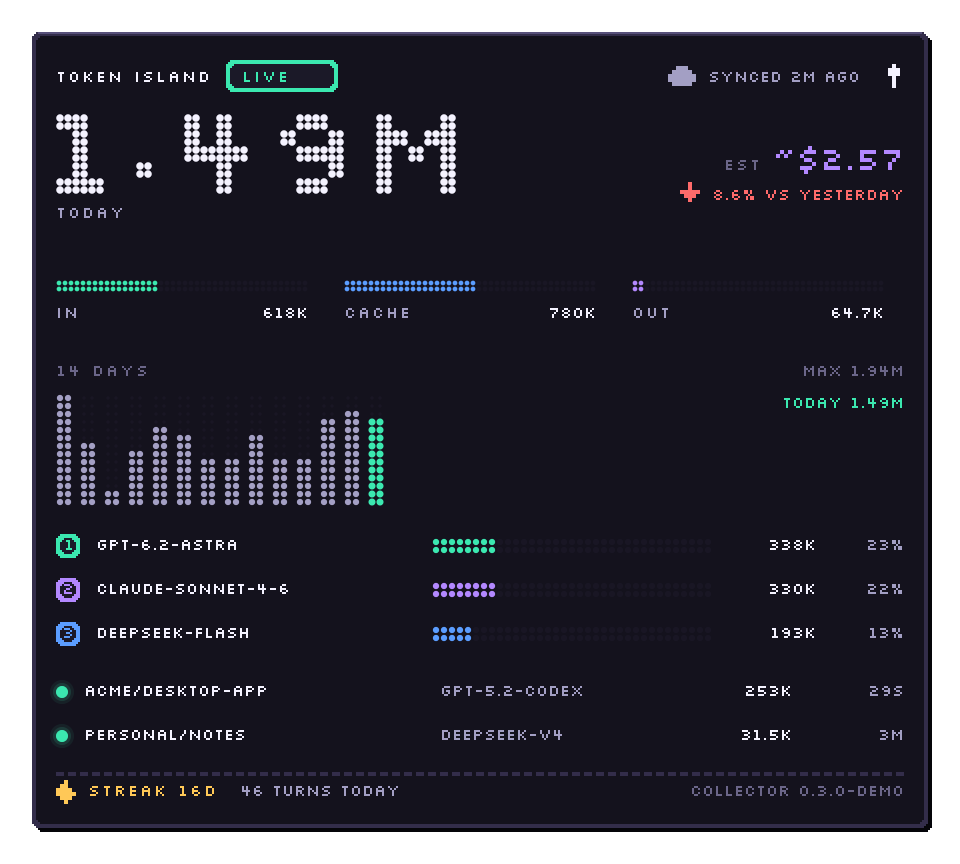 TOKEN ISLAND LIVE SYNCED 2M AGO
1.49M
EST ~$2.57
8.6% VS YESTERDAY
TODAY
IN 618K CACHE 780K OUT 64.7K
14 DAYS MAX 1.94M
TODAY 1.49M
1 GPT-6.2-ASTRA 338K 23%
2 CLAUDE-SONNET-4-6 330K 22%
3 DEEPSEEK-FLASH 193K 13%
ACME/DESKTOP-APP GPT-5.2-CODEX 253K 29S
PERSONAL/NOTES DEEPSEEK-V4 31.5K 3M
STREAK 16D 46 TURNS TODAY COLLECTOR 0.3.0-DEMO